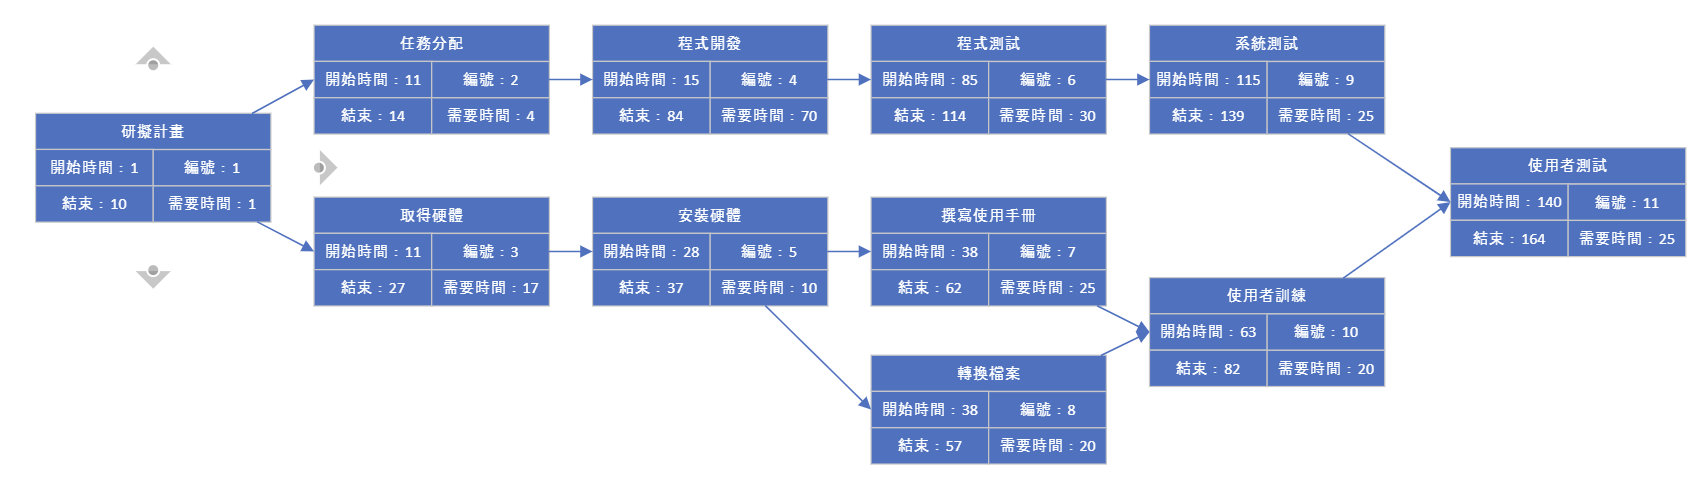 任務分配
開始時間：11 編號：2
結束：14 需要時間：4
程式開發
開始時間：15 編號：4
結束：84 需要時間：70
程式測試
開始時間：85 編號：6
結束：114 需要時間：30
系統測試
開始時間：115 編號：9
結束：139 需要時間：25
研擬計畫
開始時間：1 編號：1
結束：10 需要時間：1
使用者測試
開始時間：140 編號：11
結束：164 需要時間：25
取得硬體
開始時間：11 編號：3
結束：27 需要時間：17
安裝硬體
開始時間：28 編號：5
結束：37 需要時間：10
撰寫使用手冊
開始時間：38 編號：7
結束：62 需要時間：25
使用者訓練
開始時間：63 編號：10
結束：82 需要時間：20
轉換檔案
開始時間：38 編號：8
結束：57 需要時間：20